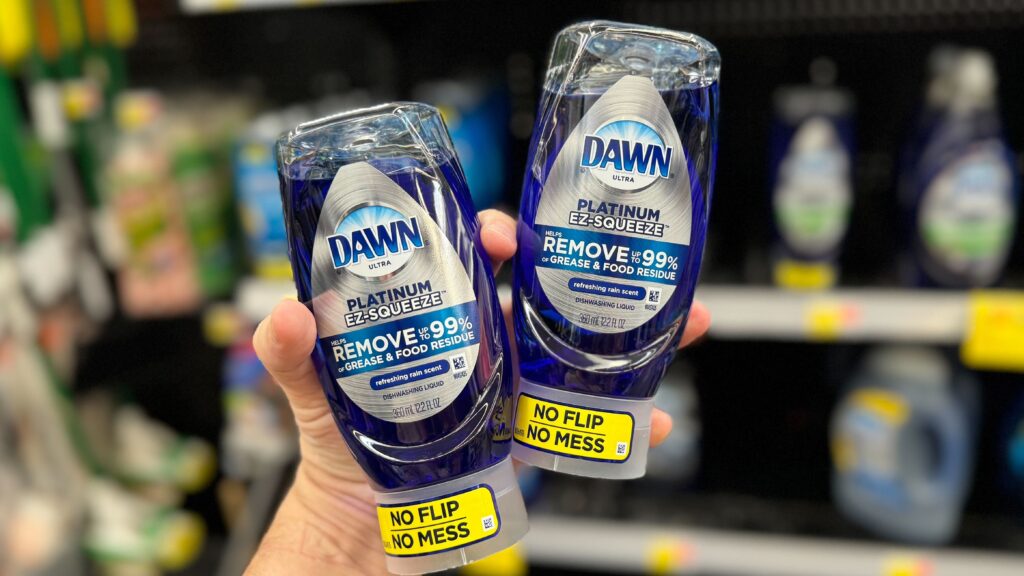 DAWN
ULTRA
PLATINUM
EZ-SQUEEZE™
HELPS
REMOVE UP TO 99%
OF GREASE & FOOD RESIDUE
refreshing rain scent
DISHWASHING LIQUID
360 mL 12.2 FL OZ
NO FLIP
NO MESS
DAWN
ULTRA
PLATINUM
EZ-SQUEEZE™
HELPS
REMOVE UP TO 99%
OF GREASE & FOOD RESIDUE
refreshing rain scent
DISHWASHING LIQUID
360 mL 12.2 FL OZ
NO FLIP
NO MESS